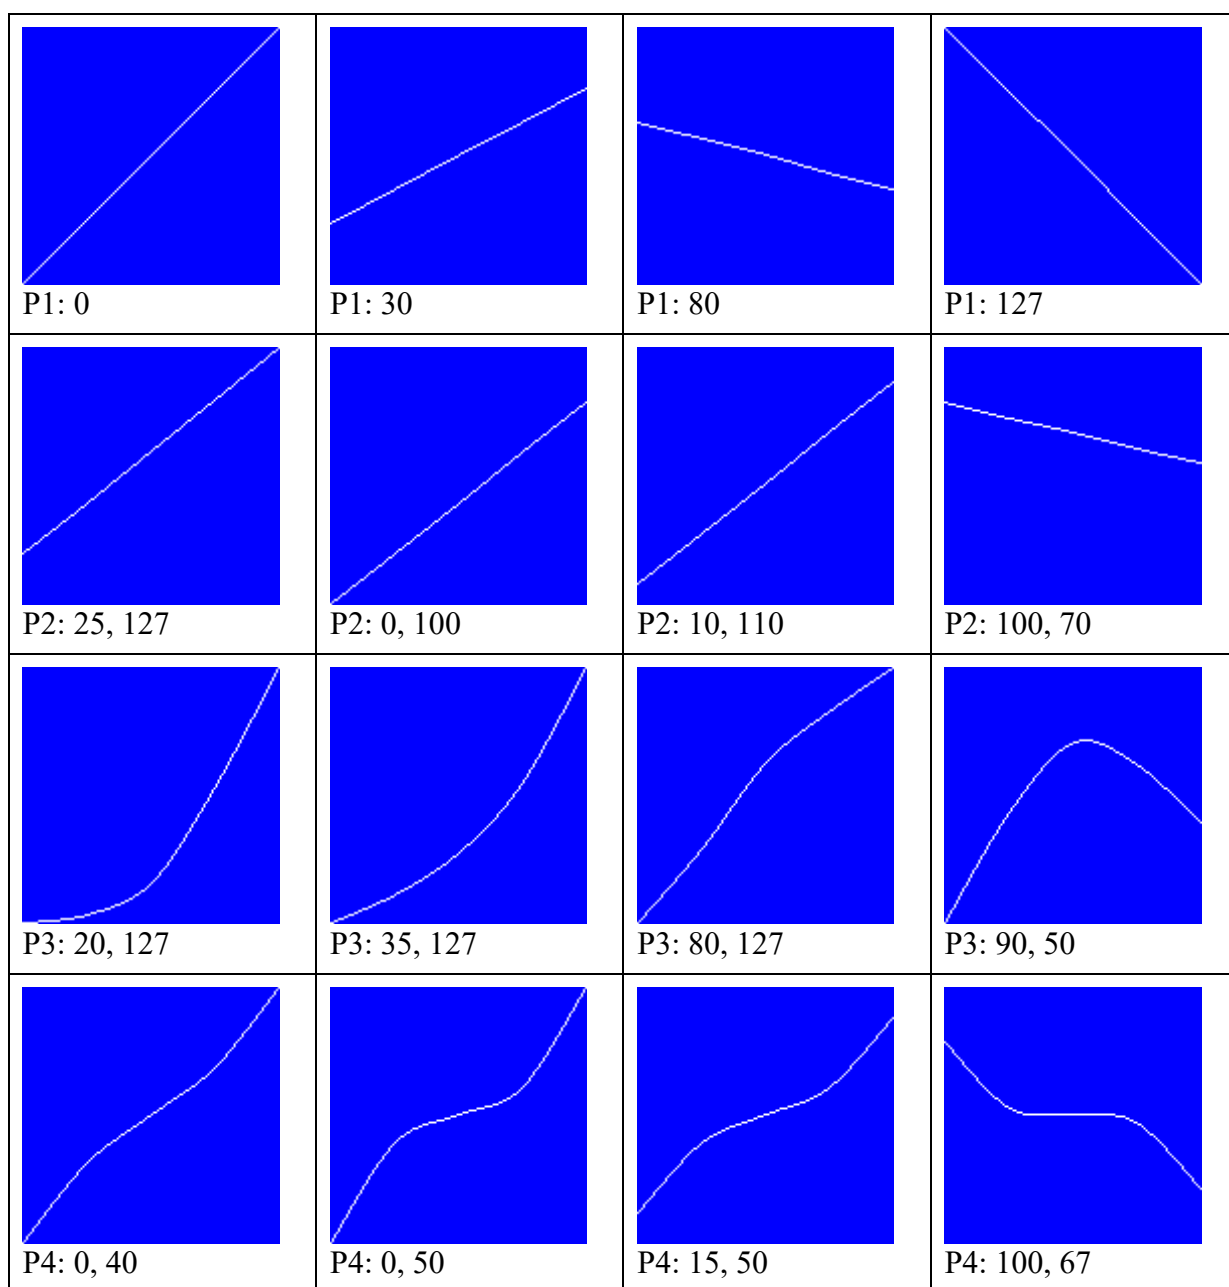 P1: 0
P1: 30
P1: 80
P1: 127
P2: 25, 127
P2: 0, 100
P2: 10, 110
P2: 100, 70
P3: 20, 127
P3: 35, 127
P3: 80, 127
P3: 90, 50
P4: 0, 40
P4: 0, 50
P4: 15, 50
P4: 100, 67